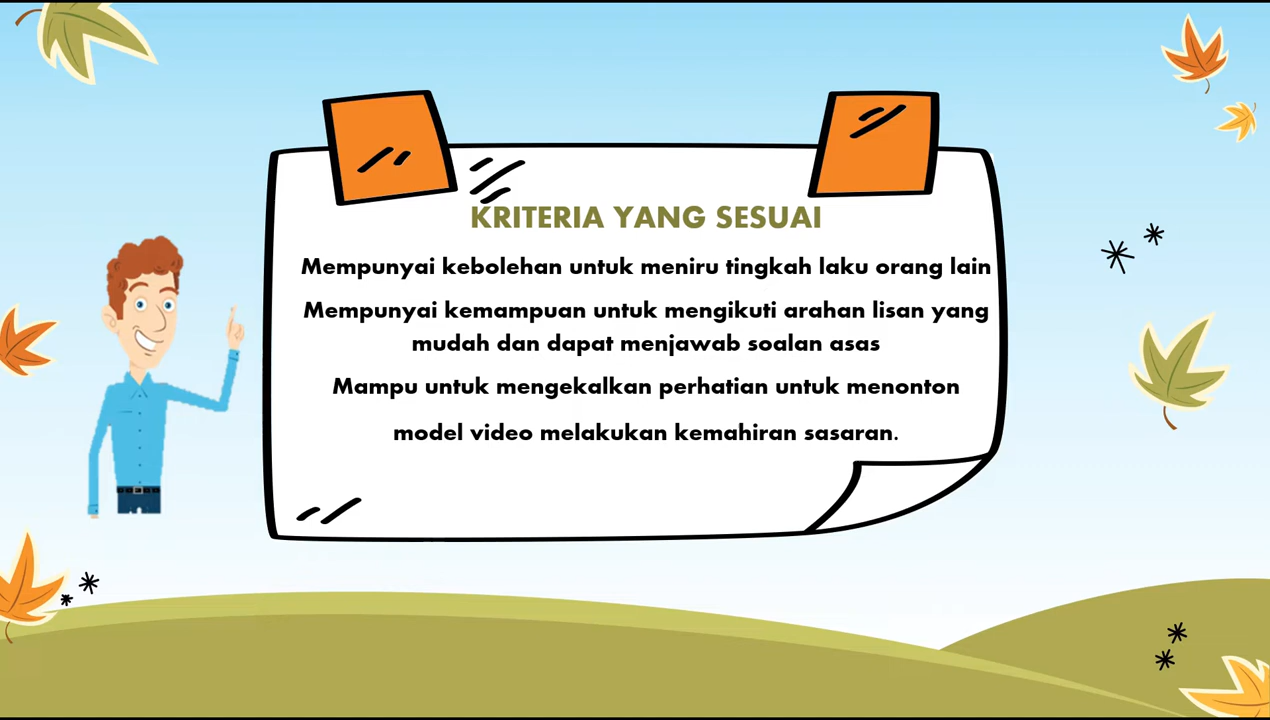 KRITERIA YANG SESUAI
Mempunyai kebolehan untuk meniru tingkah laku orang lain
Mempunyai kemampuan untuk mengikuti arahan lisan yang
mudah dan dapat menjawab soalan asas
Mampu untuk mengekalkan perhatian untuk menonton
model video melakukan kemahiran sasaran.